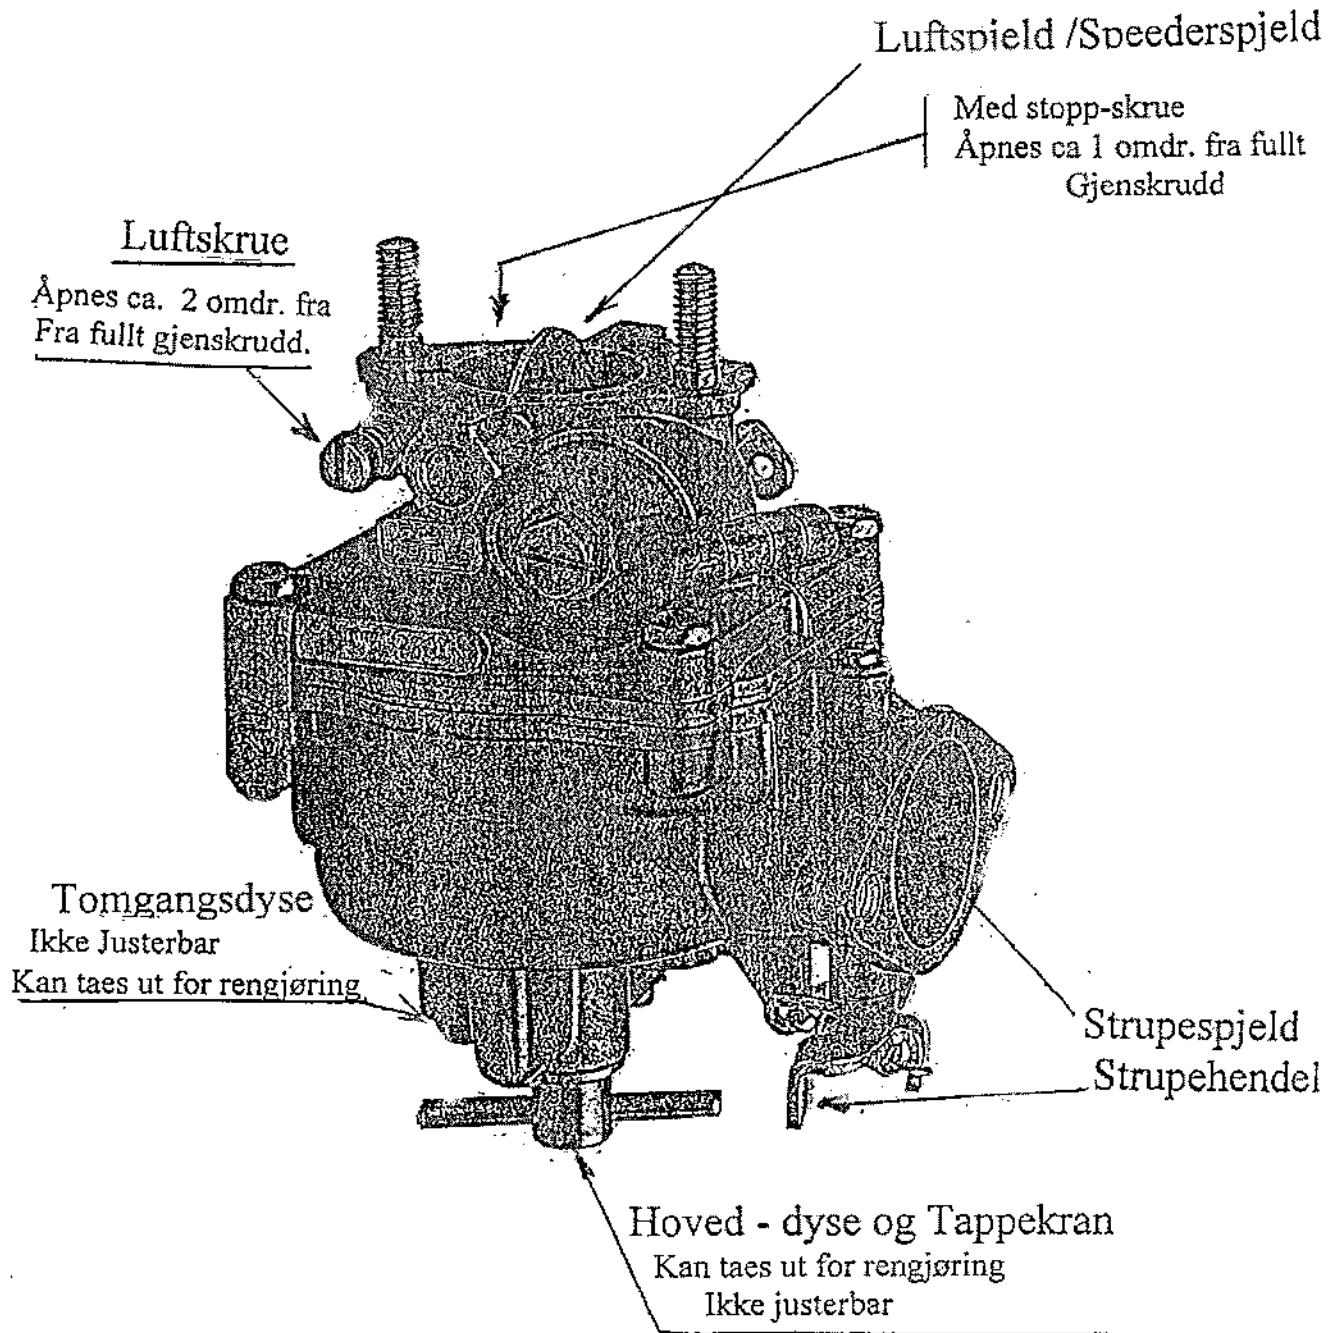 Luftspjeld /Speederspjeld
Med stopp-skrue
Åpnes ca 1 omdr. fra fullt
Gjenskrudd
Luftskrue
Åpnes ca. 2 omdr. fra
Fra fullt gjenskrudd.
Tomgangsdyse
Ikke Justerbar
Kan taes ut for rengjøring
Strupespjeld
Strupehendel
Hoved - dyse og Tappekran
Kan taes ut for rengjøring
Ikke justerbar